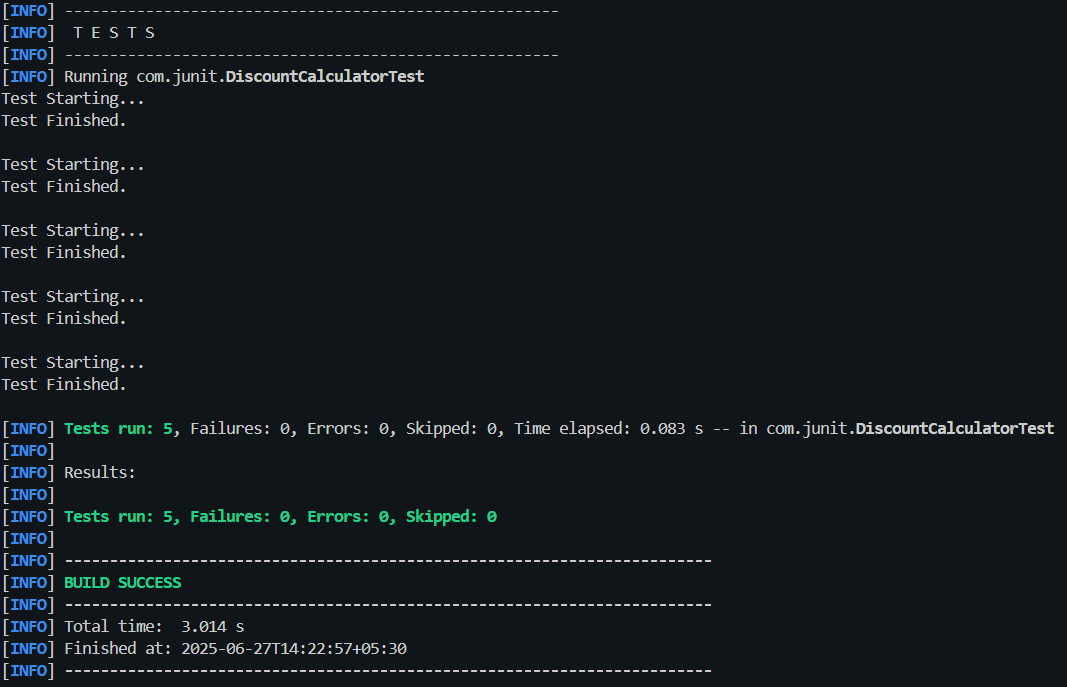 [INFO] -------------------------------------------------------
[INFO]  T E S T S
[INFO] -------------------------------------------------------
[INFO] Running com.junit.DiscountCalculatorTest
Test Starting...
Test Finished.
Test Starting...
Test Finished.
Test Starting...
Test Finished.
Test Starting...
Test Finished.
Test Starting...
Test Finished.
[INFO] Tests run: 5, Failures: 0, Errors: 0, Skipped: 0, Time elapsed: 0.083 s -- in com.junit.DiscountCalculatorTest
[INFO]
[INFO] Results:
[INFO]
[INFO] Tests run: 5, Failures: 0, Errors: 0, Skipped: 0
[INFO]
[INFO] ------------------------------------------------------------------------
[INFO] BUILD SUCCESS
[INFO] ------------------------------------------------------------------------
[INFO] Total time:  3.014 s
[INFO] Finished at: 2025-06-27T14:22:57+05:30
[INFO] ------------------------------------------------------------------------